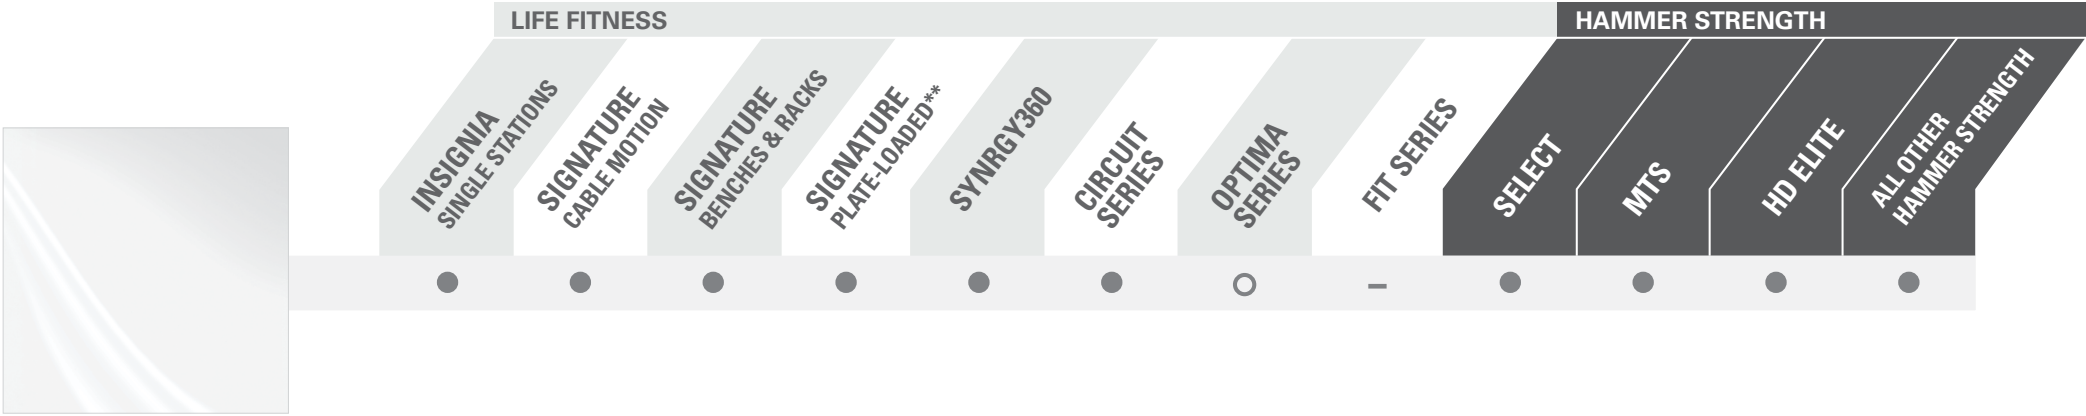 LIFE FITNESS
HAMMER STRENGTH
INSIGNIA
SINGLE STATIONS
SIGNATURE
CABLE MOTION
SIGNATURE
BENCHES & RACKS
SIGNATURE
PLATE-LOADED**
SYNRGY360
CIRCUIT
SERIES
OPTIMA
SERIES
FIT SERIES
SELECT
MTS
HD ELITE
ALL OTHER
HAMMER STRENGTH